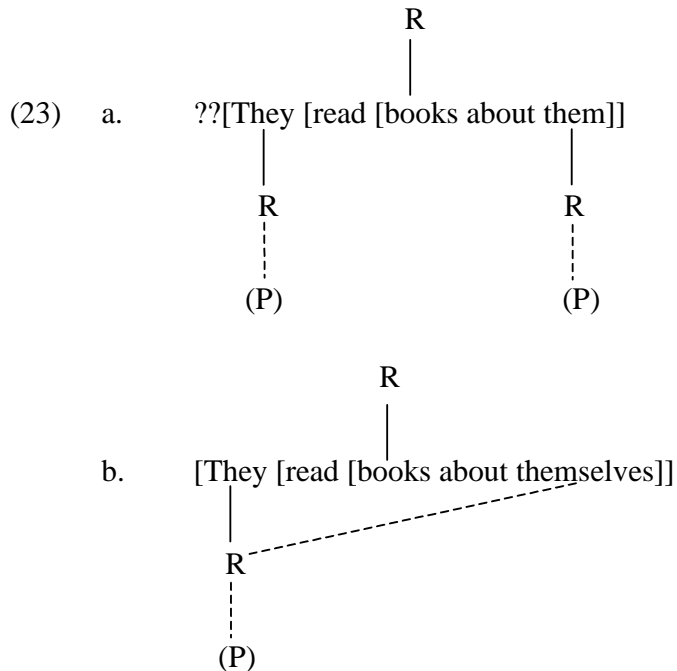 R
(23) a. ??[They [read [books about them]]
R R
(P) (P)
R
b. [They [read [books about themselves]]
R
(P)